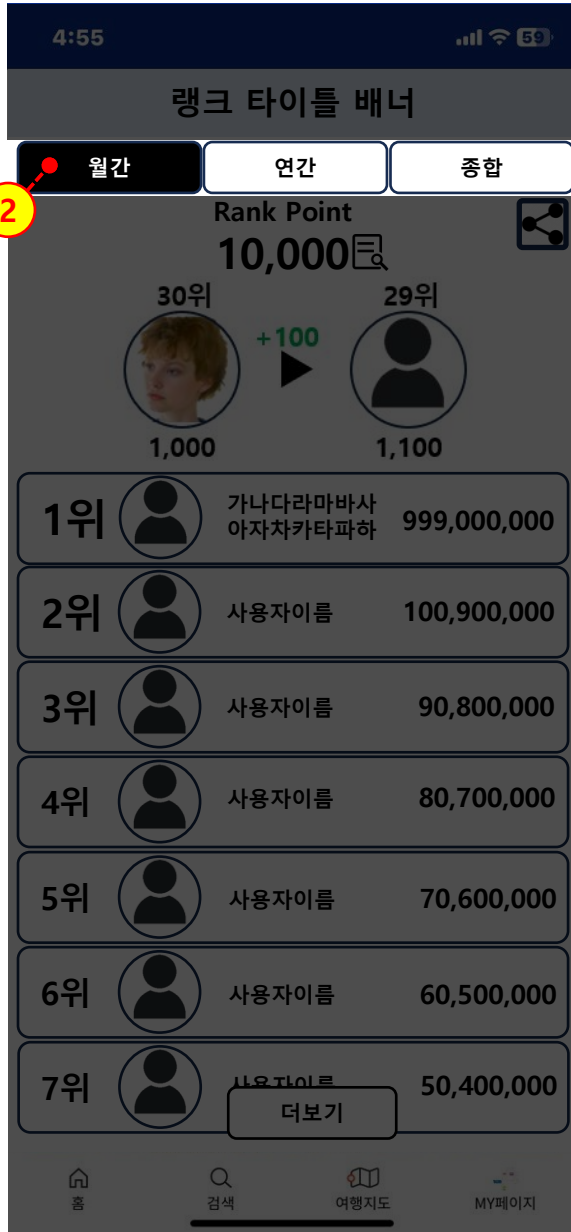 4:55
59
랭크 타이틀 배너
월간 연간 종합
2
Rank Point
10,000
30위 29위
+100
1,000 1,100
1위 가나다라마바사 999,000,000
아자차카타파하
2위 사용자이름 100,900,000
3위 사용자이름 90,800,000
4위 사용자이름 80,700,000
5위 사용자이름 70,600,000
6위 사용자이름 60,500,000
7위 사용자이름 50,400,000
더보기
홈 검색 여행지도 MY페이지